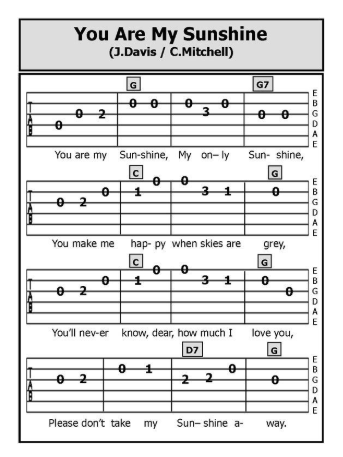 You Are My Sunshine
(J.Davis / C.Mitchell)
G G7
E
B
G
D
A
E
T
A
B
0 0 2 0 0 0 3 0 0 0
You are my Sun-shine, My on-ly Sun- shine,
C G
E
B
G
D
A
E
T
A
B
0 2 0 1 0 0 3 1 0
You make me hap- py when skies are grey,
C G
E
B
G
D
A
E
T
A
B
0 2 0 1 0 0 3 1 0 0
You'll nev-er know, dear, how much I love you,
D7 G
E
B
G
D
A
E
T
A
B
0 2 0 1 2 2 0 0
Please don't take my Sun- shine a- way.